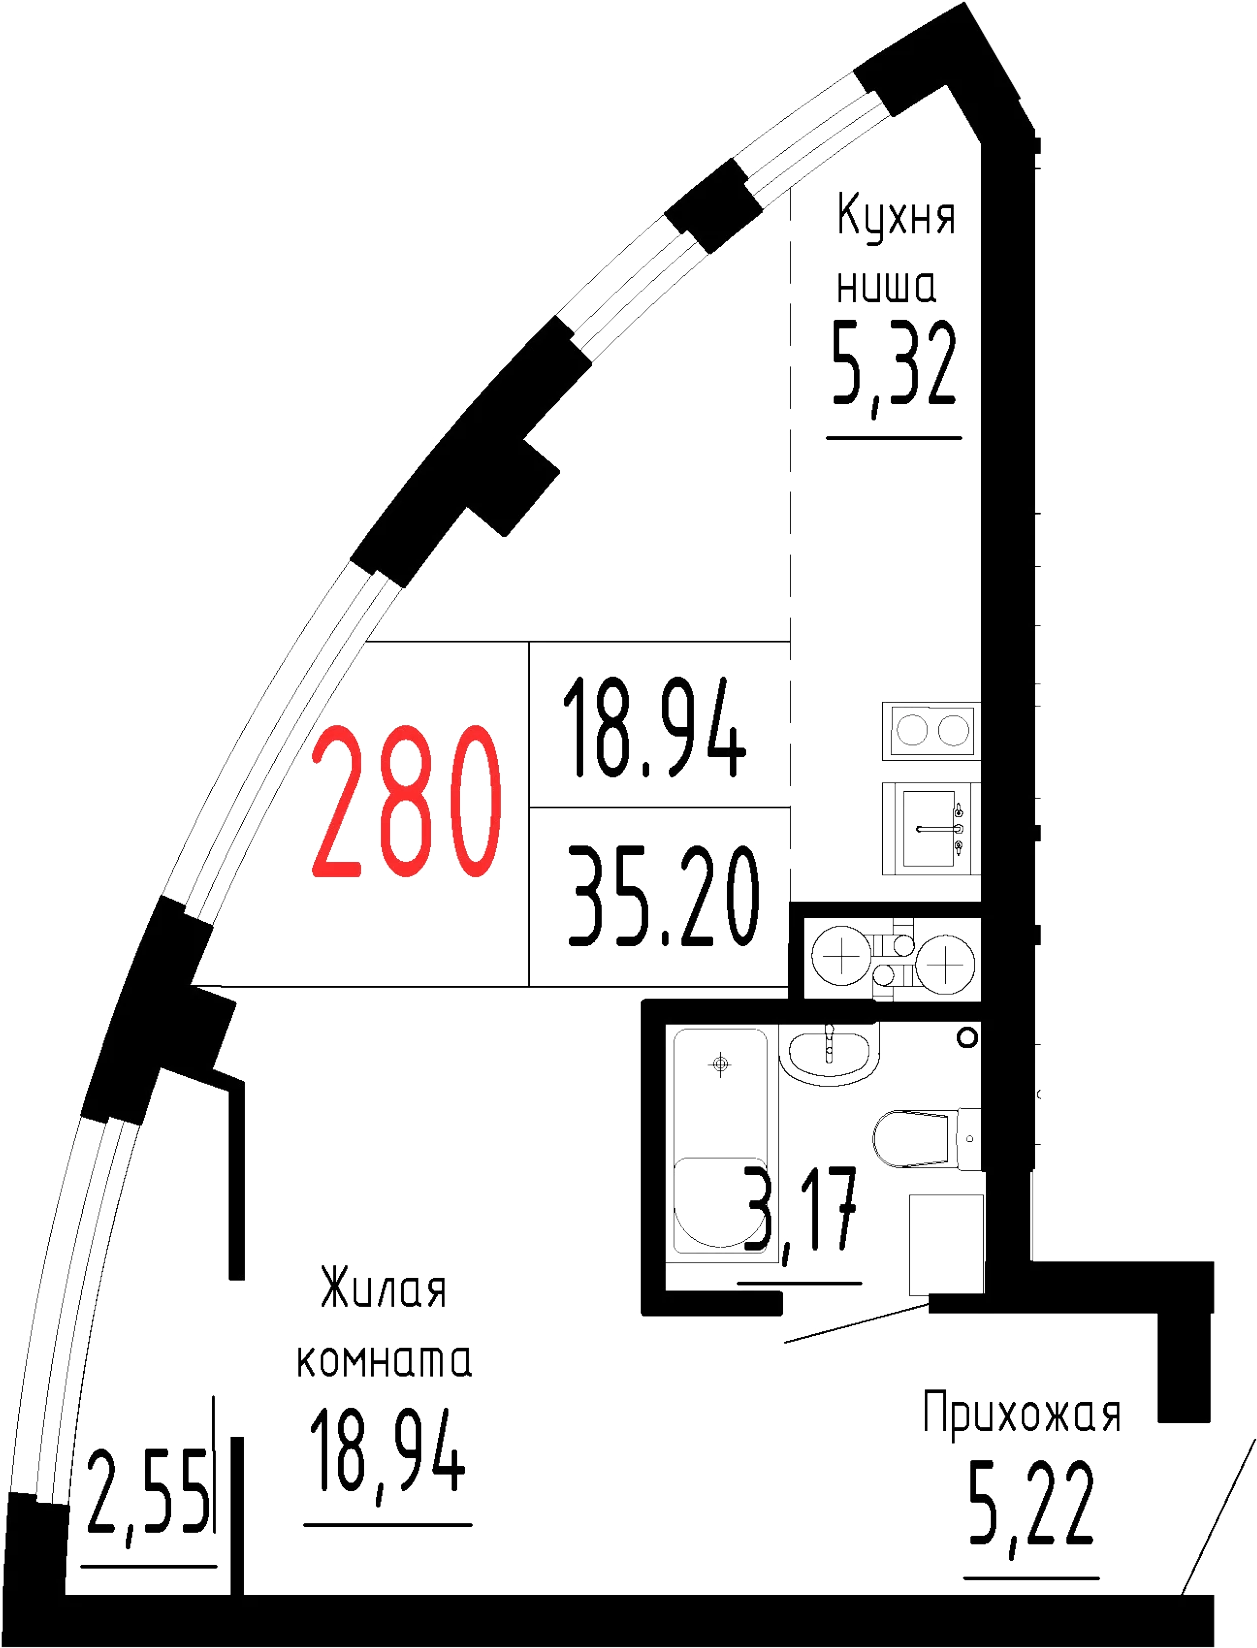 Кухня
ниша
5,32
280
18.94
35.20
3,17
Жилая
комната
18,94
2,55
Прихожая
5,22